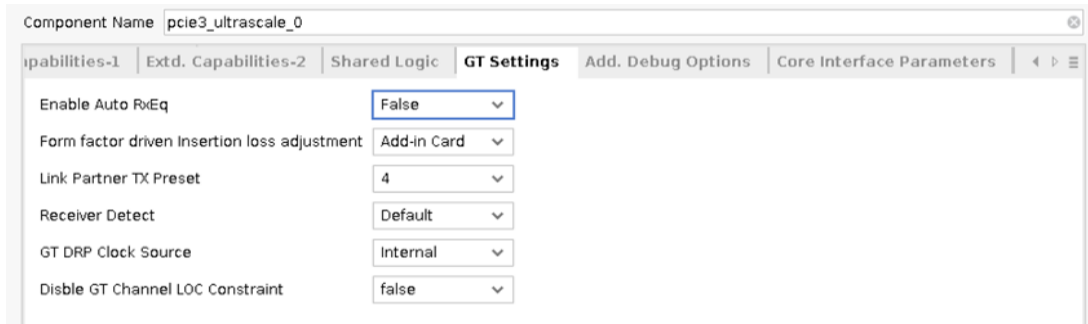 Component Name pcie3_ultrascale_0
apabilities-1 Extd. Capabilities-2 Shared Logic GT Settings Add. Debug Options Core Interface Parameters
Enable Auto RxEq False
Form factor driven Insertion loss adjustment Add-in Card
Link Partner TX Preset 4
Receiver Detect Default
GT DRP Clock Source Internal
Disble GT Channel LOC Constraint false